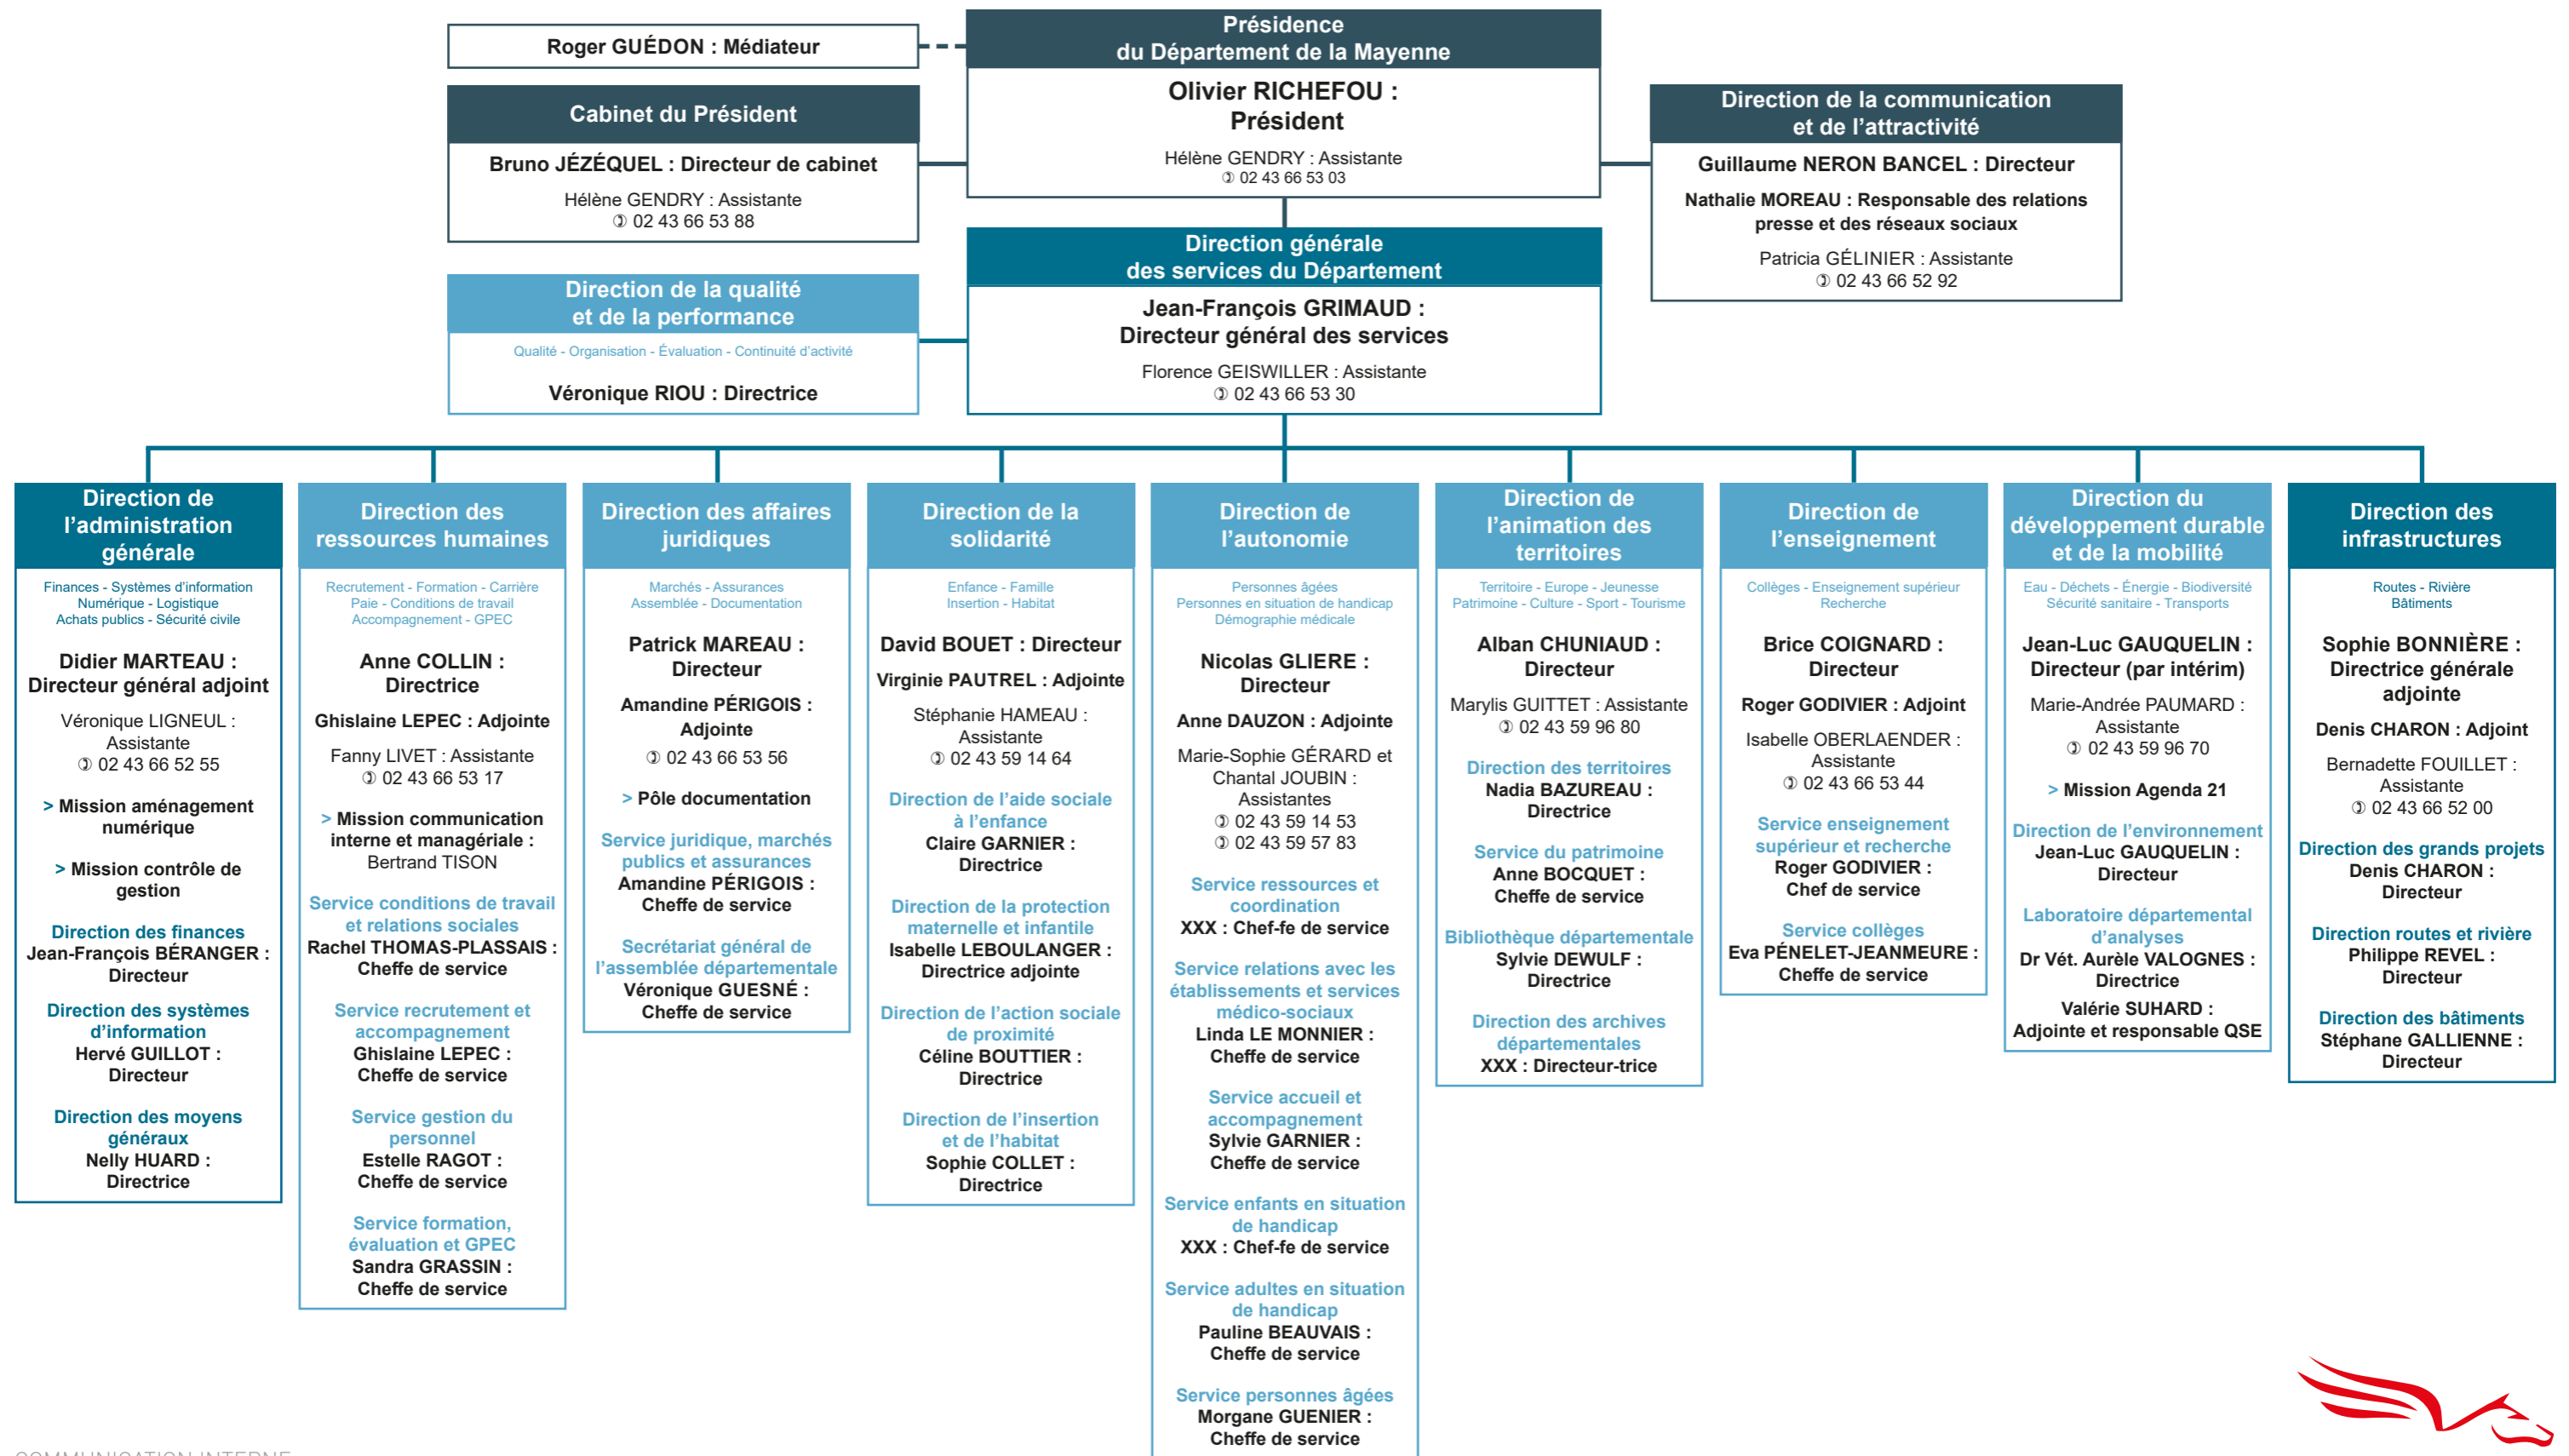 Roger GUÉDON : Médiateur
Présidence
du Département de la Mayenne
Olivier RICHEFOU :
Président
Hélène GENDRY : Assistante
✆ 02 43 66 53 03
Cabinet du Président
Bruno JÉZÉQUEL : Directeur de cabinet
Hélène GENDRY : Assistante
✆ 02 43 66 53 88
Direction de la communication
et de l’attractivité
Guillaume NERON BANCEL : Directeur
Nathalie MOREAU : Responsable des relations
presse et des réseaux sociaux
Patricia GÉLINIER : Assistante
✆ 02 43 66 52 92
Direction générale
des services du Département
Jean-François GRIMAUD :
Directeur général des services
Florence GEISWILLER : Assistante
✆ 02 43 66 53 30
Direction de la qualité
et de la performance
Qualité - Organisation - Évaluation - Continuité d’activité
Véronique RIOU : Directrice
Direction de
l’administration
générale
Finances - Systèmes d’information
Numérique - Logistique
Achats publics - Sécurité civile
Didier MARTEAU :
Directeur général adjoint
Véronique LIGNEUL :
Assistante
✆ 02 43 66 52 55
> Mission aménagement
numérique
> Mission contrôle de
gestion
Direction des finances
Jean-François BÉRANGER :
Directeur
Direction des systèmes
d’information
Hervé GUILLOT :
Directeur
Direction des moyens
généraux
Nelly HUARD :
Directrice
Direction des
ressources humaines
Recrutement - Formation - Carrière
Paie - Conditions de travail
Accompagnement - GPEC
Anne COLLIN :
Directrice
Ghislaine LEPEC : Adjointe
Fanny LIVET : Assistante
✆ 02 43 66 53 17
> Mission communication
interne et managériale :
Bertrand TISON
Service conditions de travail
et relations sociales
Rachel THOMAS-PLASSAIS :
Cheffe de service
Service recrutement et
accompagnement
Ghislaine LEPEC :
Cheffe de service
Service gestion du
personnel
Estelle RAGOT :
Cheffe de service
Service formation,
évaluation et GPEC
Sandra GRASSIN :
Cheffe de service
Direction des affaires
juridiques
Marchés - Assurances
Assemblée - Documentation
Patrick MAREAU :
Directeur
Amandine PÉRIGOIS :
Adjointe
✆ 02 43 66 53 56
> Pôle documentation
Service juridique, marchés
publics et assurances
Amandine PÉRIGOIS :
Cheffe de service
Secrétariat général de
l’assemblée départementale
Véronique GUESNÉ :
Cheffe de service
Direction de la
solidarité
Enfance - Famille
Insertion - Habitat
David BOUET : Directeur
Virginie PAUTREL : Adjointe
Stéphanie HAMEAU :
Assistante
✆ 02 43 59 14 64
Direction de l’aide sociale
à l’enfance
Claire GARNIER :
Directrice
Direction de la protection
maternelle et infantile
Isabelle LEBOULANGER :
Directrice adjointe
Direction de l’action sociale
de proximité
Céline BOUTTIER :
Directrice
Direction de l’insertion
et de l’habitat
Sophie COLLET :
Directrice
Direction de
l’autonomie
Personnes âgées
Personnes en situation de handicap
Démographie médicale
Nicolas GLIERE :
Directeur
Anne DAUZON : Adjointe
Marie-Sophie GÉRARD et
Chantal JOUBIN :
Assistantes
✆ 02 43 59 14 53
✆ 02 43 59 57 83
Service ressources et
coordination
XXX : Chef-fe de service
Service relations avec les
établissements et services
médico-sociaux
Linda LE MONNIER :
Cheffe de service
Service accueil et
accompagnement
Sylvie GARNIER :
Cheffe de service
Service enfants en situation
de handicap
XXX : Chef-fe de service
Service adultes en situation
de handicap
Pauline BEAUVAIS :
Cheffe de service
Service personnes âgées
Morgane GUENIER :
Cheffe de service
Direction de
l’animation des
territoires
Territoire - Europe - Jeunesse
Patrimoine - Culture - Sport - Tourisme
Alban CHUNIAUD :
Directeur
Marylis GUITTET : Assistante
✆ 02 43 59 96 80
Direction des territoires
Nadia BAZUREAU :
Directrice
Service du patrimoine
Anne BOCQUET :
Cheffe de service
Bibliothèque départementale
Sylvie DEWULF :
Directrice
Direction des archives
départementales
XXX : Directeur-trice
Direction de
l’enseignement
Collèges - Enseignement supérieur
Recherche
Brice COIGNARD :
Directeur
Roger GODIVIER : Adjoint
Isabelle OBERLAENDER :
Assistante
✆ 02 43 66 53 44
Service enseignement
supérieur et recherche
Roger GODIVIER :
Chef de service
Service collèges
Eva PÉNELET-JEANMEURE :
Cheffe de service
Direction du
développement durable
et de la mobilité
Eau - Déchets - Énergie - Biodiversité
Sécurité sanitaire - Transports
Jean-Luc GAUQUELIN :
Directeur (par intérim)
Marie-Andrée PAUMARD :
Assistante
✆ 02 43 59 96 70
> Mission Agenda 21
Direction de l’environnement
Jean-Luc GAUQUELIN :
Directeur
Laboratoire départemental
d’analyses
Dr Vét. Aurèle VALOGNES :
Directrice
Valérie SUHARD :
Adjointe et responsable QSE
Direction des
infrastructures
Routes - Rivière
Bâtiments
Sophie BONNIÈRE :
Directrice générale
adjointe
Denis CHARON : Adjoint
Bernadette FOUILLET :
Assistante
✆ 02 43 66 52 00
Direction des grands projets
Denis CHARON :
Directeur
Direction routes et rivière
Philippe REVEL :
Directeur
Direction des bâtiments
Stéphane GALLIENNE :
Directeur
COMMUNICATION INTERNE